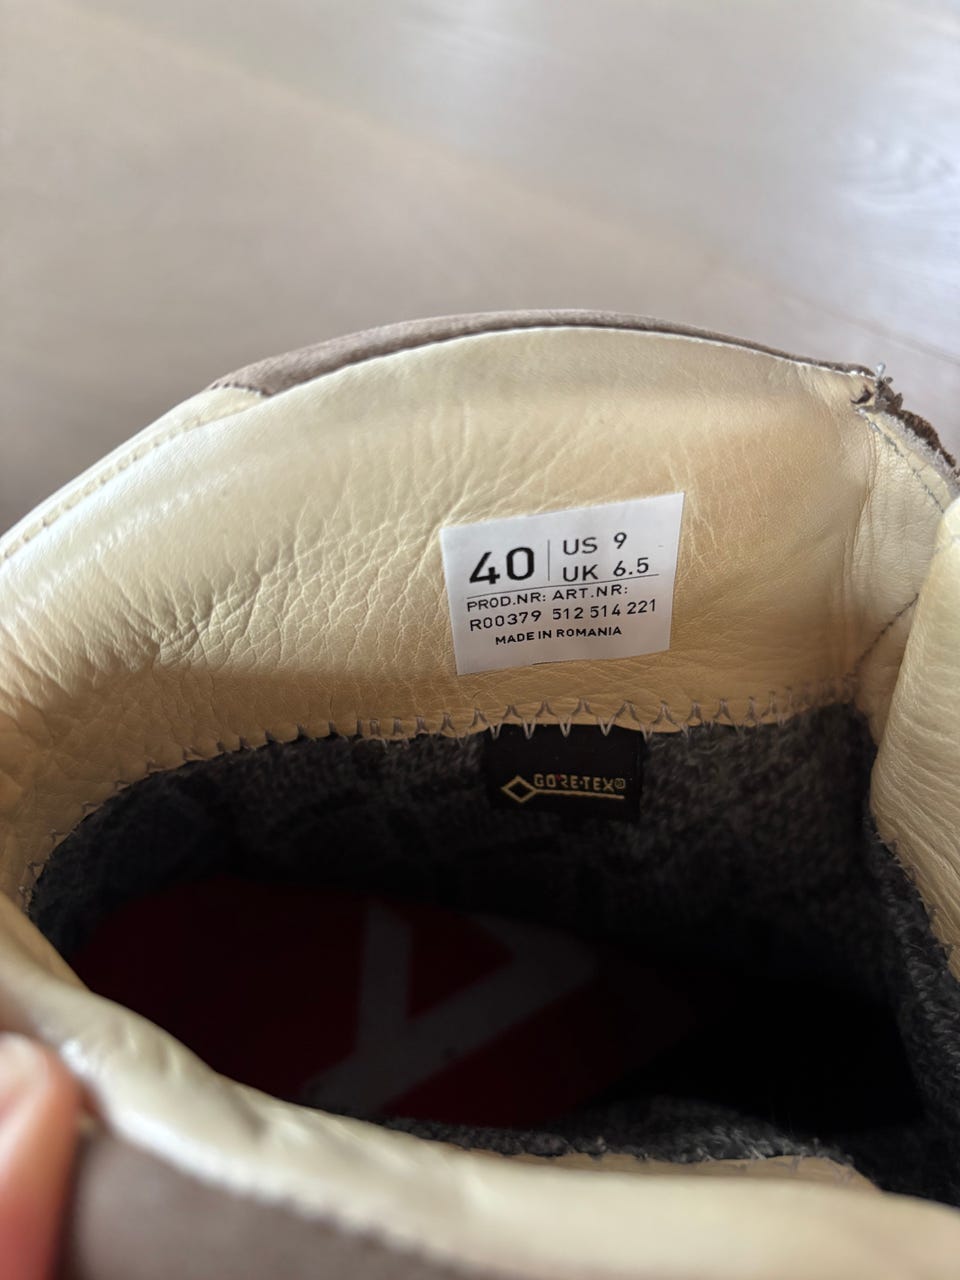 40 US 9
UK 6.5
PROD.NR: ART.NR:
R00379 512 514 221
MADE IN ROMANIA
GORE-TEX®